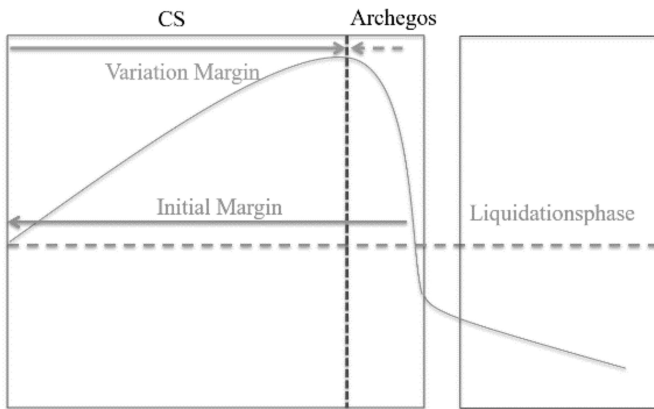 CS
Archegos
Variation Margin
Initial Margin
Liquidationsphase